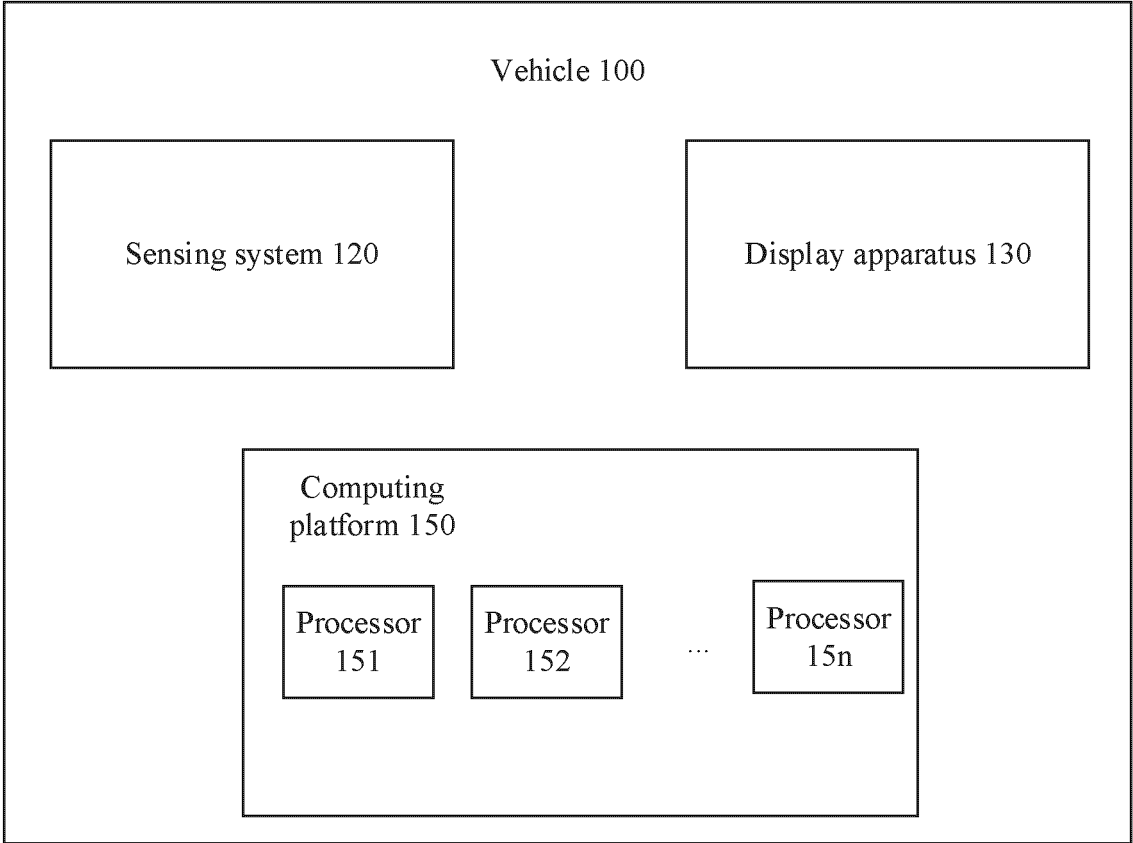 Vehicle 100
Sensing system 120
Display apparatus 130
Computing
platform 150
Processor
151
Processor
152
...
Processor
15n